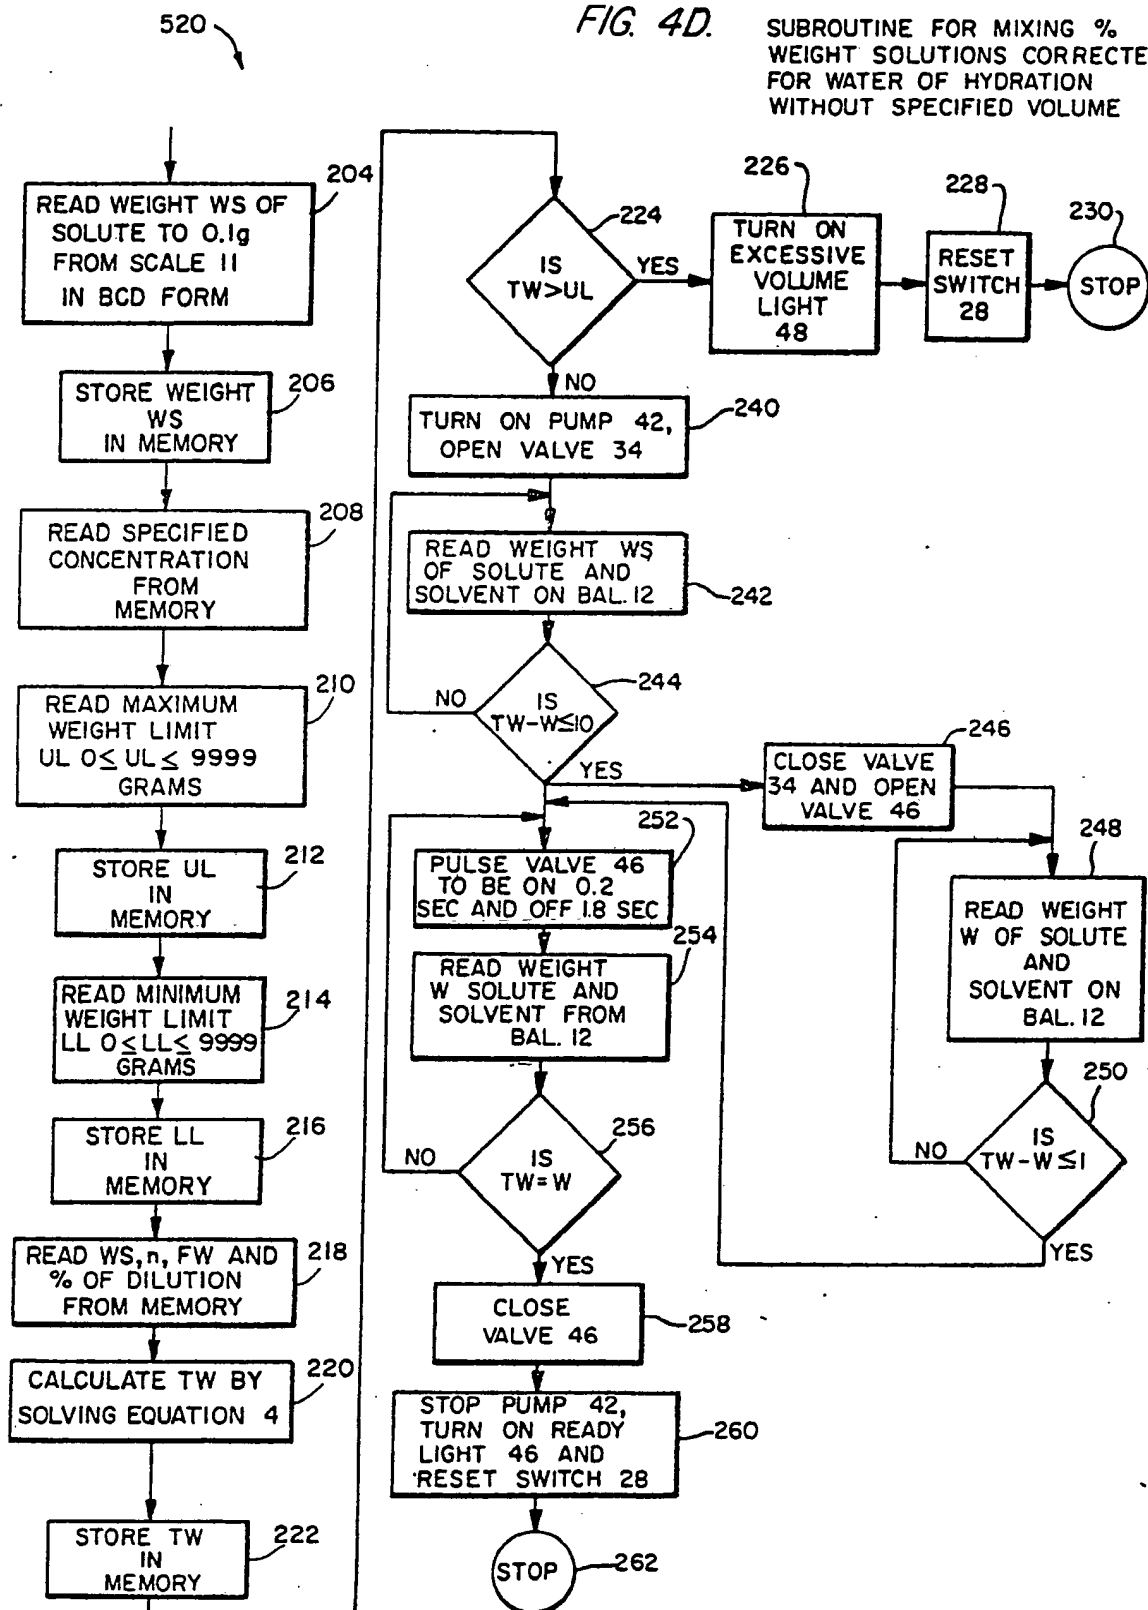 520
FIG. 4D.
SUBROUTINE FOR MIXING %
WEIGHT SOLUTIONS CORRECTE
FOR WATER OF HYDRATION
WITHOUT SPECIFIED VOLUME
204
READ WEIGHT WS OF
SOLUTE TO 0.1g
FROM SCALE 11
IN BCD FORM
206
STORE WEIGHT
WS
IN MEMORY
208
READ SPECIFIED
CONCENTRATION
FROM
MEMORY
210
READ MAXIMUM
WEIGHT LIMIT
UL 0≤ UL ≤ 9999
GRAMS
212
STORE UL
IN
MEMORY
214
READ MINIMUM
WEIGHT LIMIT
LL 0≤LL≤ 9999
GRAMS
216
STORE LL
IN
MEMORY
218
READ WS,n, FW AND
% OF DILUTION
FROM MEMORY
220
CALCULATE TW BY
SOLVING EQUATION 4
222
STORE TW
IN
MEMORY
224
IS
TW>UL
YES
NO
226
TURN ON
EXCESSIVE
VOLUME
LIGHT
48
228
RESET
SWITCH
28
230
STOP
240
TURN ON PUMP 42,
OPEN VALVE 34
242
READ WEIGHT WS
OF SOLUTE AND
SOLVENT ON BAL. 12
244
IS
TW-W≤10
NO
YES
246
CLOSE VALVE
34 AND OPEN
VALVE 46
248
READ WEIGHT
W OF SOLUTE
AND
SOLVENT ON
BAL. 12
250
IS
TW-W≤1
NO
YES
252
PULSE VALVE 46
TO BE ON 0.2
SEC AND OFF 1.8 SEC
254
READ WEIGHT
W SOLUTE AND
SOLVENT FROM
BAL. 12
256
IS
TW=W
NO
YES
258
CLOSE
VALVE 46
260
STOP PUMP 42,
TURN ON READY
LIGHT 46 AND
RESET SWITCH 28
262
STOP